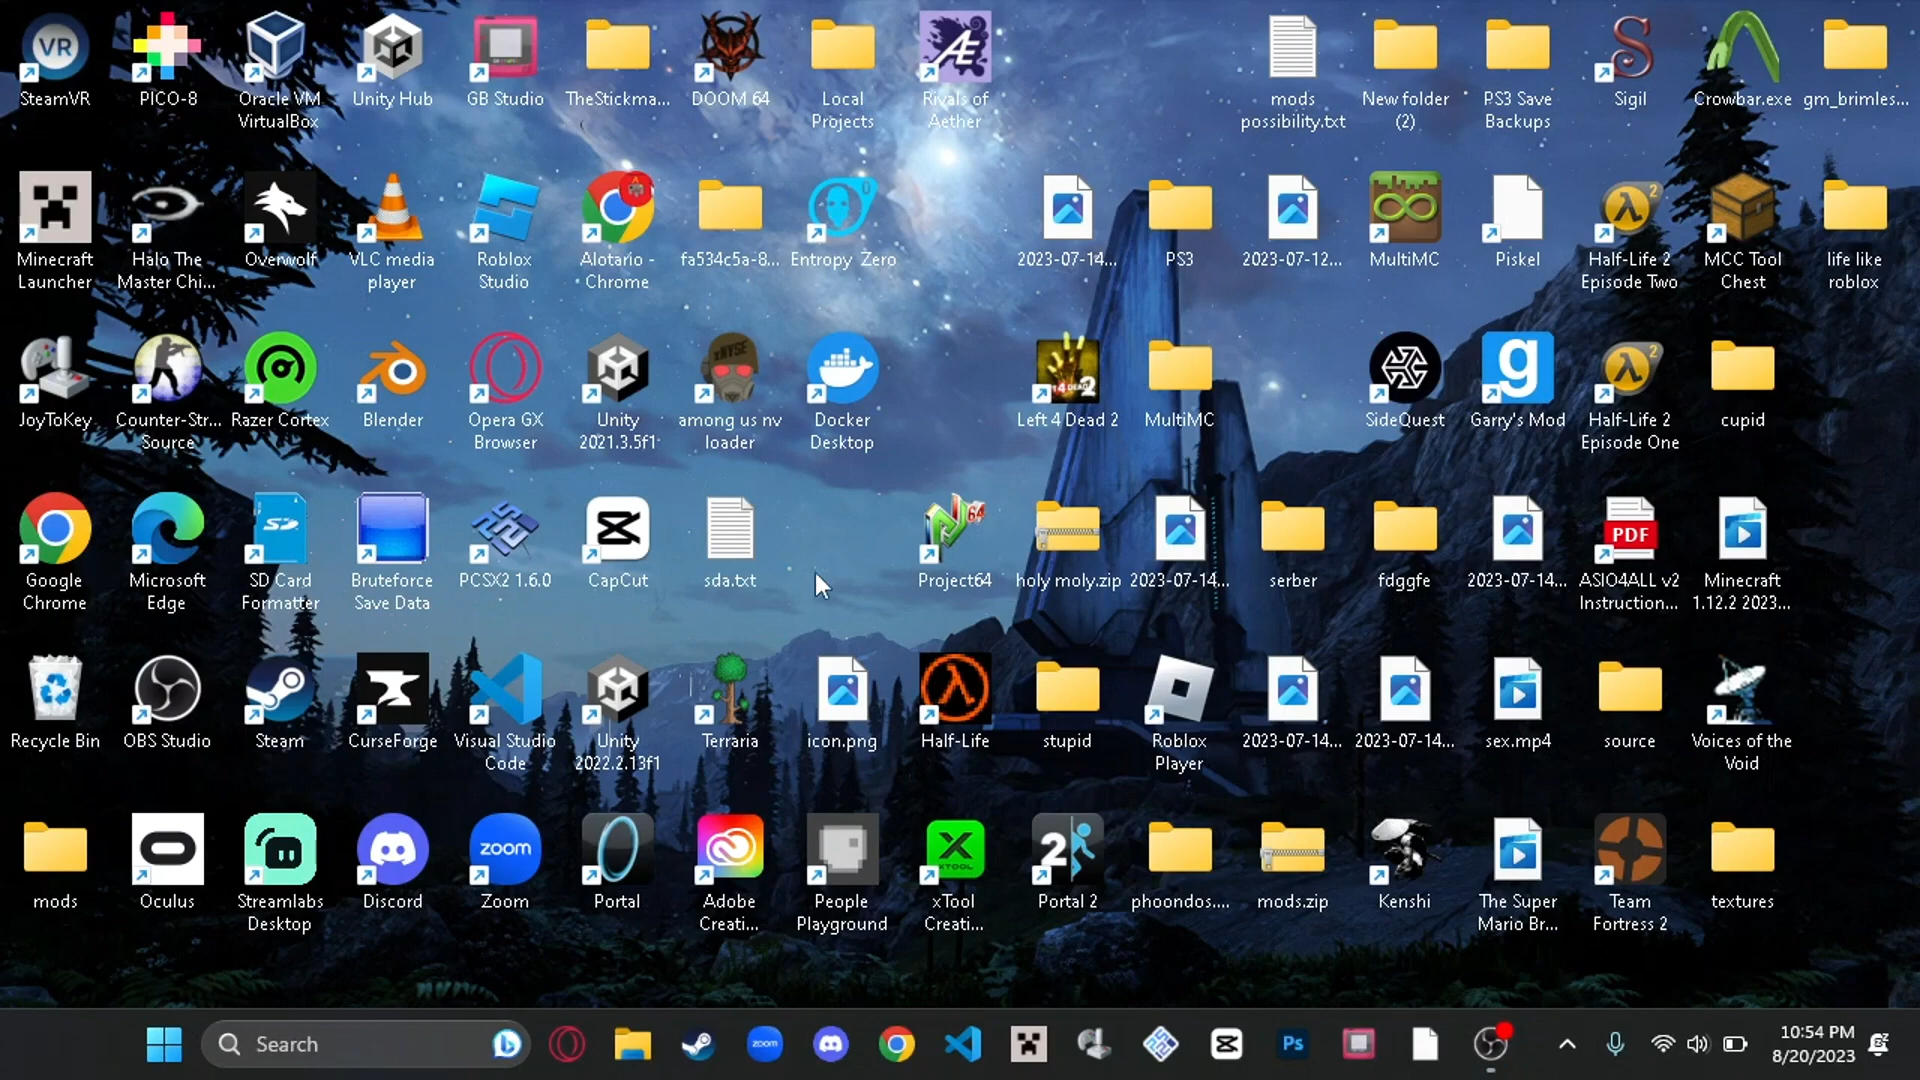 SteamVR
PICO-8
Oracle VM
VirtualBox
Unity Hub
GB Studio
TheStickma...
DOOM 64
Local
Projects
Rivals of
Aether
mods
possibility.txt
New folder
(2)
PS3 Save
Backups
Sigil
Crowbar.exe
gm_brimles...
Minecraft
Launcher
Halo The
Master Chi...
Overwolf
VLC media
player
Roblox
Studio
Alotario -
Chrome
fa534c5a-8...
Entropy Zero
2023-07-14...
PS3
2023-07-12...
MultiMC
Piskel
Half-Life 2
Episode Two
MCC Tool
Chest
life like
roblox
JoyToKey
Counter-Str...
Source
Razer Cortex
Blender
Opera GX
Browser
Unity
2021.3.5f1
among us nv
loader
Docker
Desktop
Left 4 Dead 2
MultiMC
SideQuest
Garry's Mod
Half-Life 2
Episode One
cupid
Google
Chrome
Microsoft
Edge
SD Card
Formatter
Bruteforce
Save Data
PCSX2 1.6.0
CapCut
sda.txt
Project64
holy moly.zip
2023-07-14...
serber
fdggfe
2023-07-14...
PDF
ASIO4ALL v2
Instruction...
Minecraft
1.12.2 2023...
Recycle Bin
OBS Studio
Steam
CurseForge
Visual Studio
Code
Unity
2022.2.13f1
Terraria
icon.png
Half-Life
stupid
Roblox
Player
2023-07-14...
2023-07-14...
sex.mp4
source
Voices of the
Void
mods
Oculus
Streamlabs
Desktop
Discord
zoom
Zoom
Portal
Adobe
Creati...
People
Playground
XTOOL
xTool
Creati...
2
Portal 2
phoondos....
mods.zip
Kenshi
The Super
Mario Br...
Team
Fortress 2
textures
Search
zoom
Ps
10:54 PM
8/20/2023